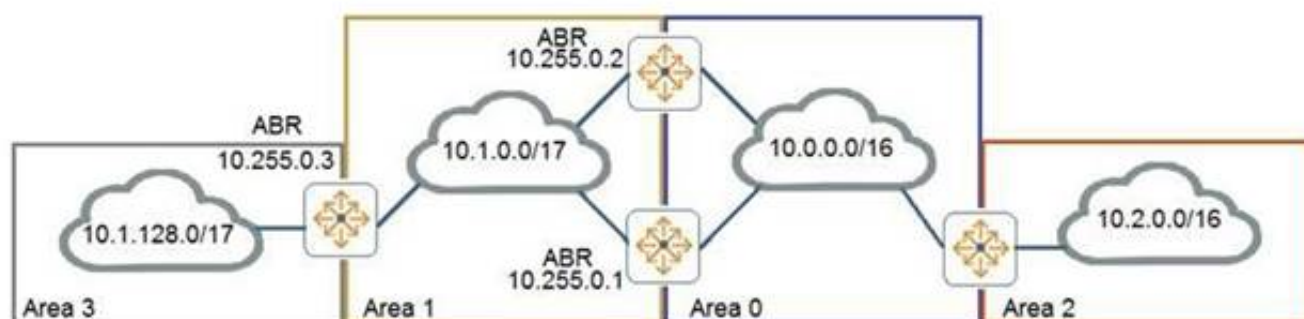 ABR
10.255.0.2
ABR
10.255.0.3
10.1.0.0/17
10.0.0.0/16
10.1.128.0/17
10.2.0.0/16
ABR
10.255.0.1
Area 3
Area 1
Area 0
Area 2